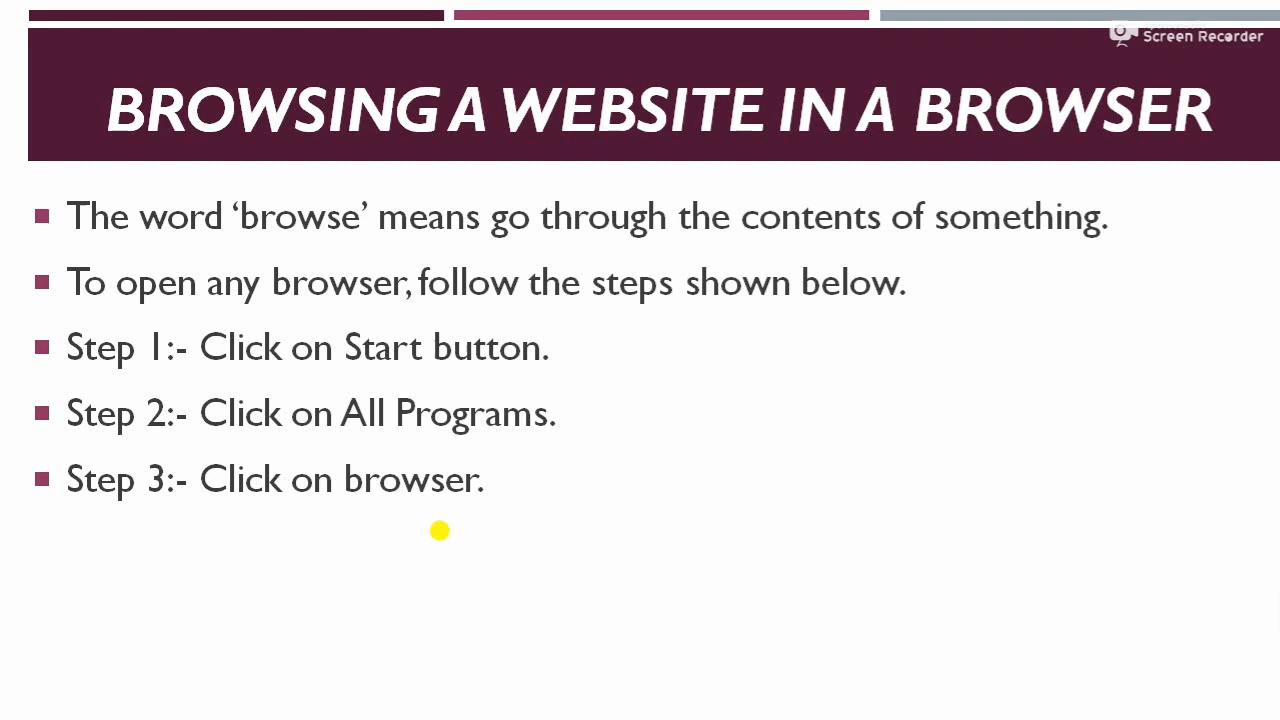 Screen Recorder
BROWSING A WEBSITE IN A BROWSER
The word ‘browse’ means go through the contents of something.
To open any browser, follow the steps shown below.
Step 1:- Click on Start button.
Step 2:- Click on All Programs.
Step 3:- Click on browser.